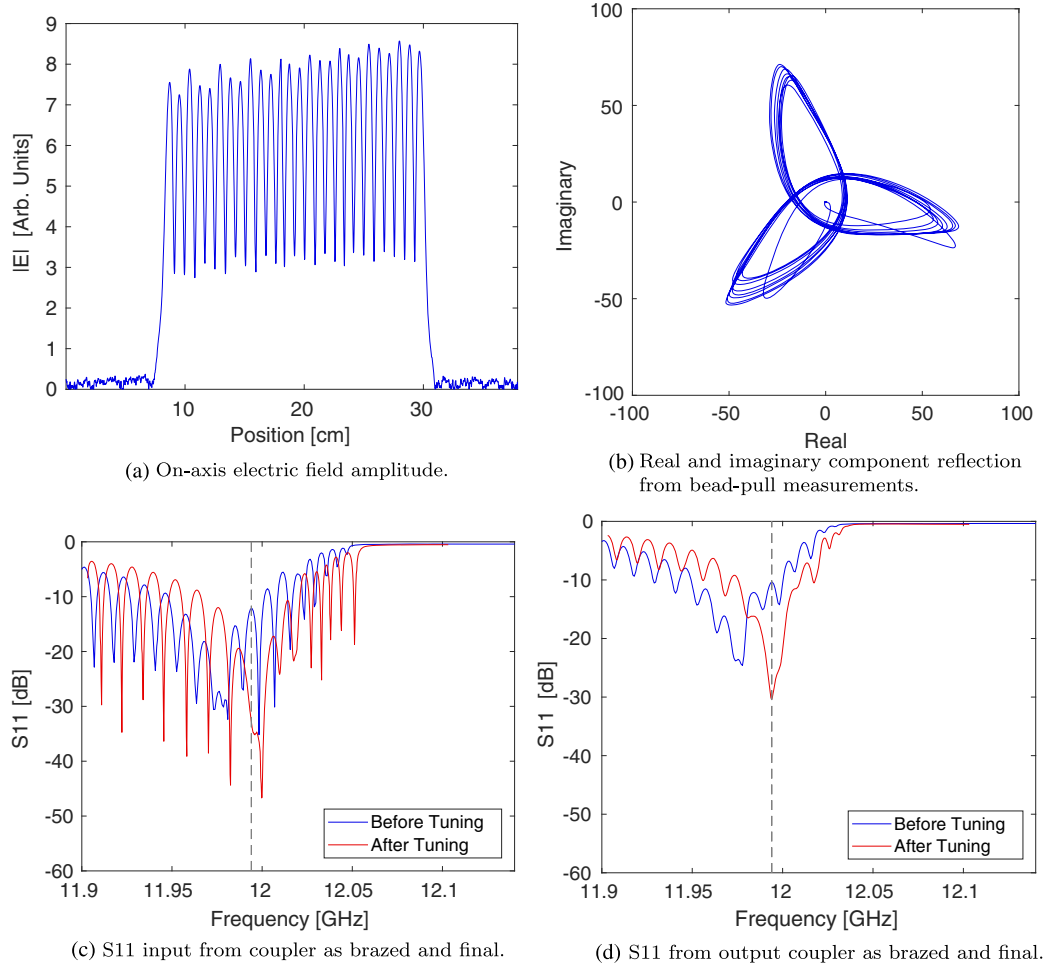 9
8
7
6
5
4
3
2
1
0
|E| [Arb. Units]
10
20
30
Position [cm]
(a) On-axis electric field amplitude.
100
50
0
-50
-100
Imaginary
-100
-50
0
50
100
Real
(b) Real and imaginary component reflection
from bead-pull measurements.
0
-10
-20
-30
-40
-50
-60
S11 [dB]
Before Tuning
After Tuning
11.9
11.95
12
12.05
12.1
Frequency [GHz]
(c) S11 input from coupler as brazed and final.
0
-10
-20
-30
-40
-50
-60
S11 [dB]
Before Tuning
After Tuning
11.9
11.95
12
12.05
12.1
Frequency [GHz]
(d) S11 from output coupler as brazed and final.